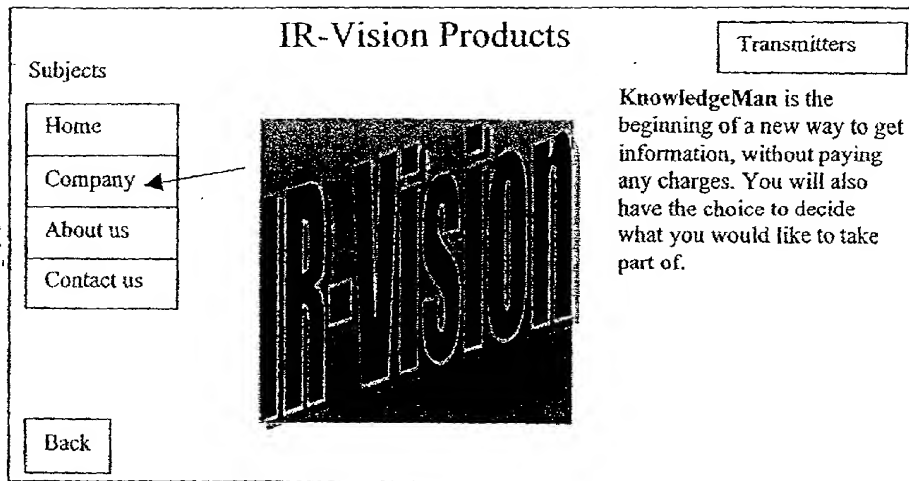 IR-Vision Products
Transmitters
Subjects
Home
Company
About us
Contact us
IR-Vision
KnowledgeMan is the
beginning of a new way to get
information, without paying
any charges. You will also
have the choice to decide
what you would like to take
part of.
Back